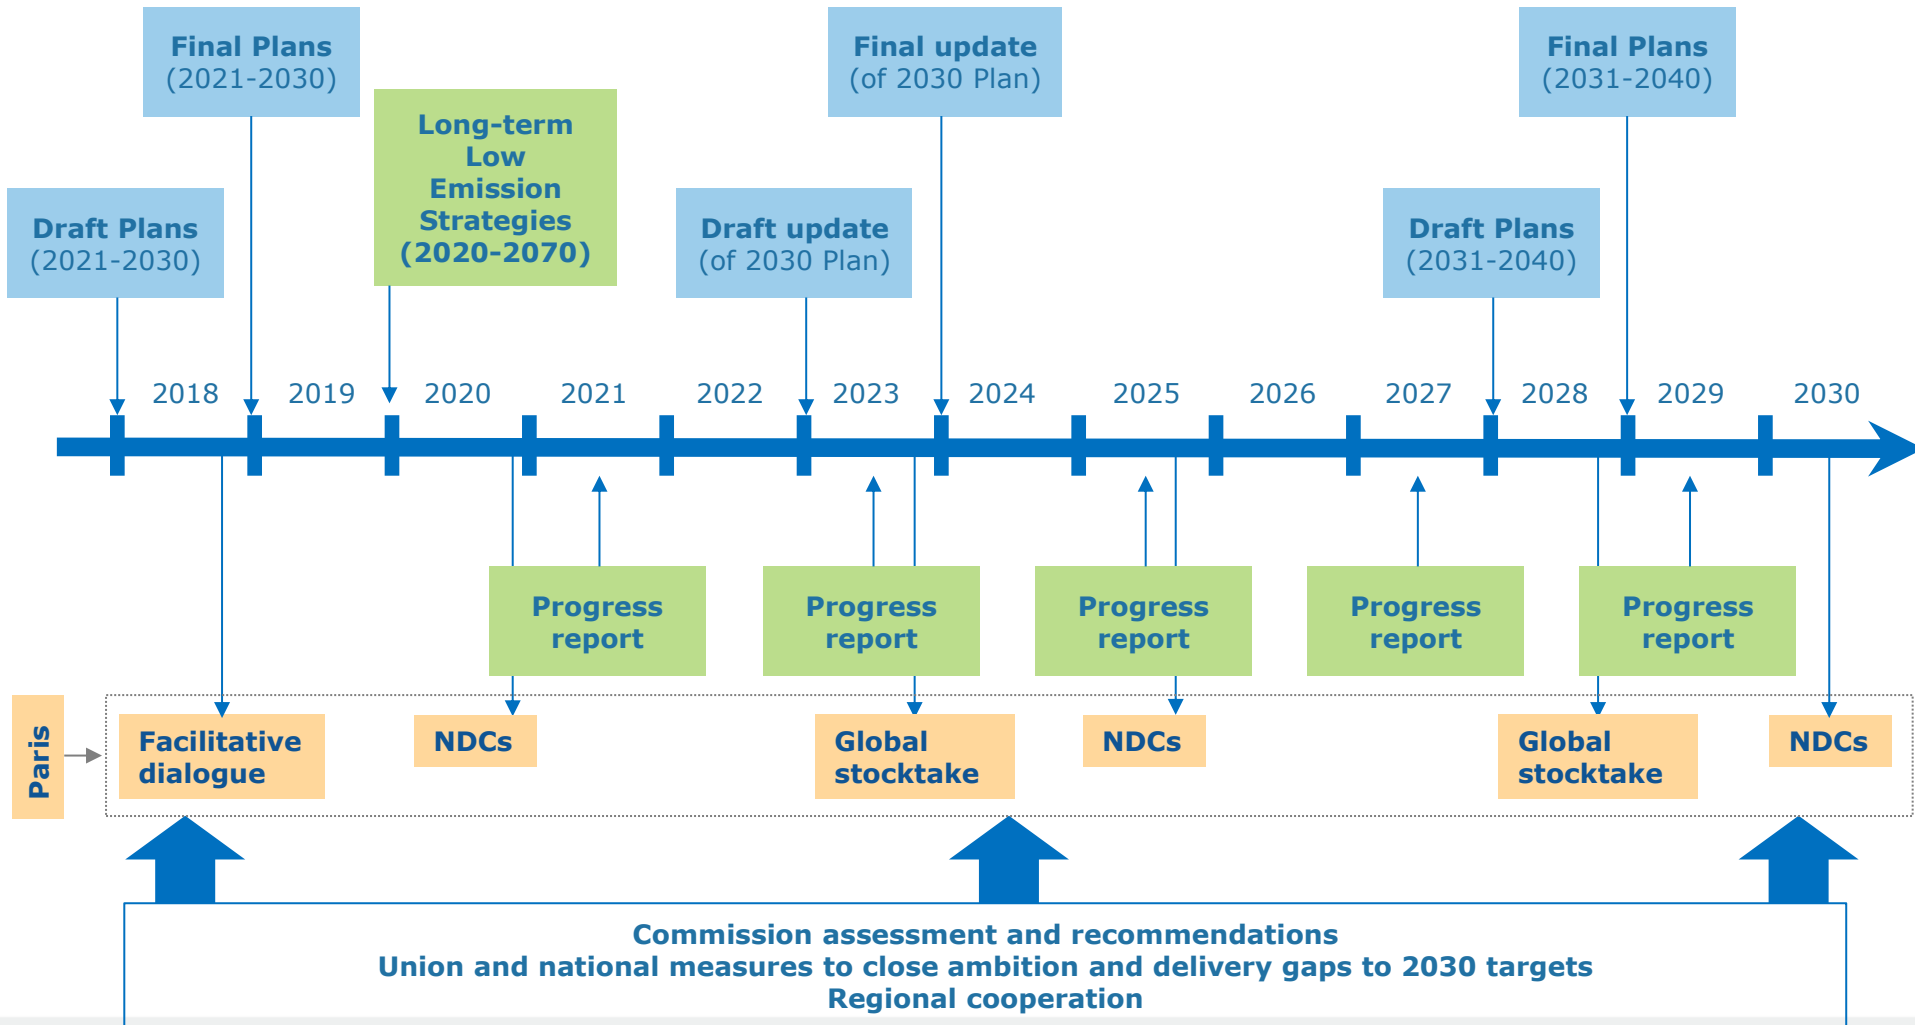 Final Plans
(2021-2030)
Final update
(of 2030 Plan)
Final Plans
(2031-2040)
Long-term
Low
Emission
Strategies
(2020-2070)
Draft Plans
(2021-2030)
Draft update
(of 2030 Plan)
Draft Plans
(2031-2040)
2018 2019 2020 2021 2022 2023 2024 2025 2026 2027 2028 2029 2030
Progress
report
Progress
report
Progress
report
Progress
report
Progress
report
Paris
Facilitative
dialogue
NDCs
Global
stocktake
NDCs
Global
stocktake
NDCs
Commission assessment and recommendations
Union and national measures to close ambition and delivery gaps to 2030 targets
Regional cooperation